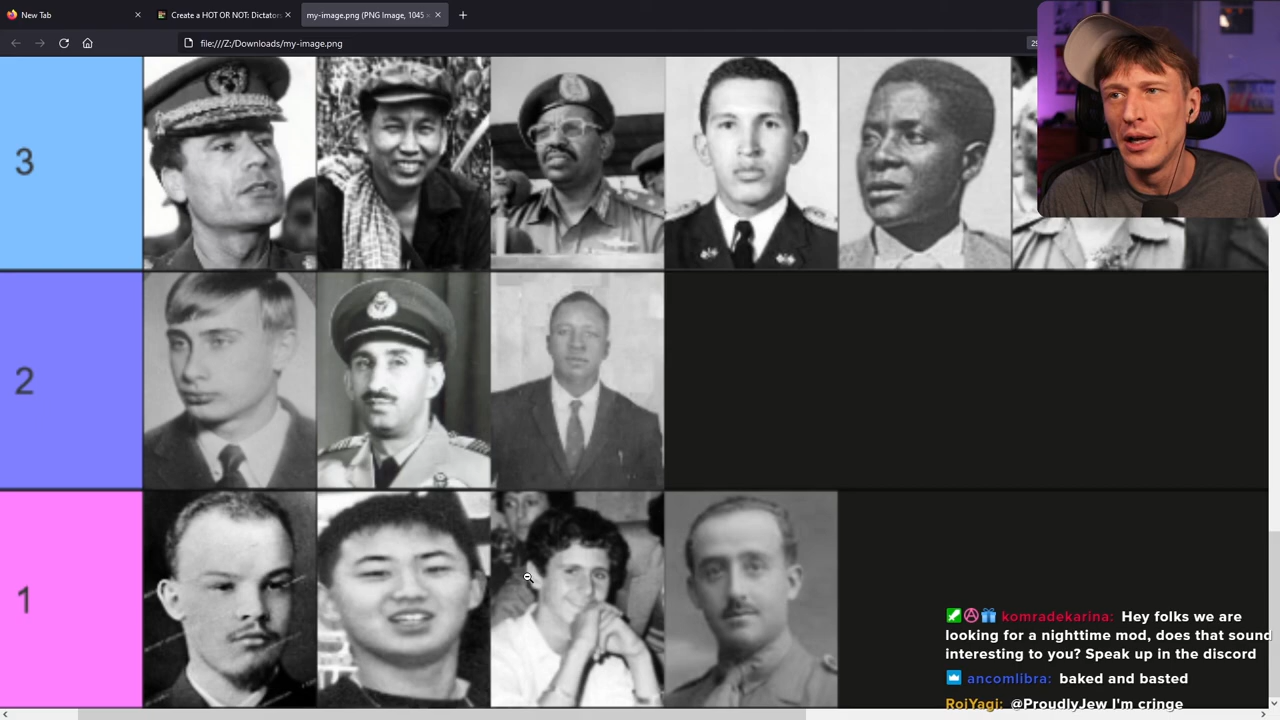 New Tab
Create a HOT OR NOT: Dictator
my-image.png (PNG Image, 1045 ×
file:///Z:/Downloads/my-image.png
3
2
1
komradekarina: Hey folks we are
looking for a nighttime mod, does that sound
interesting to you? Speak up in the discord
ancomlibra: baked and basted
RoiYagi: @ProudlyJew I'm cringe